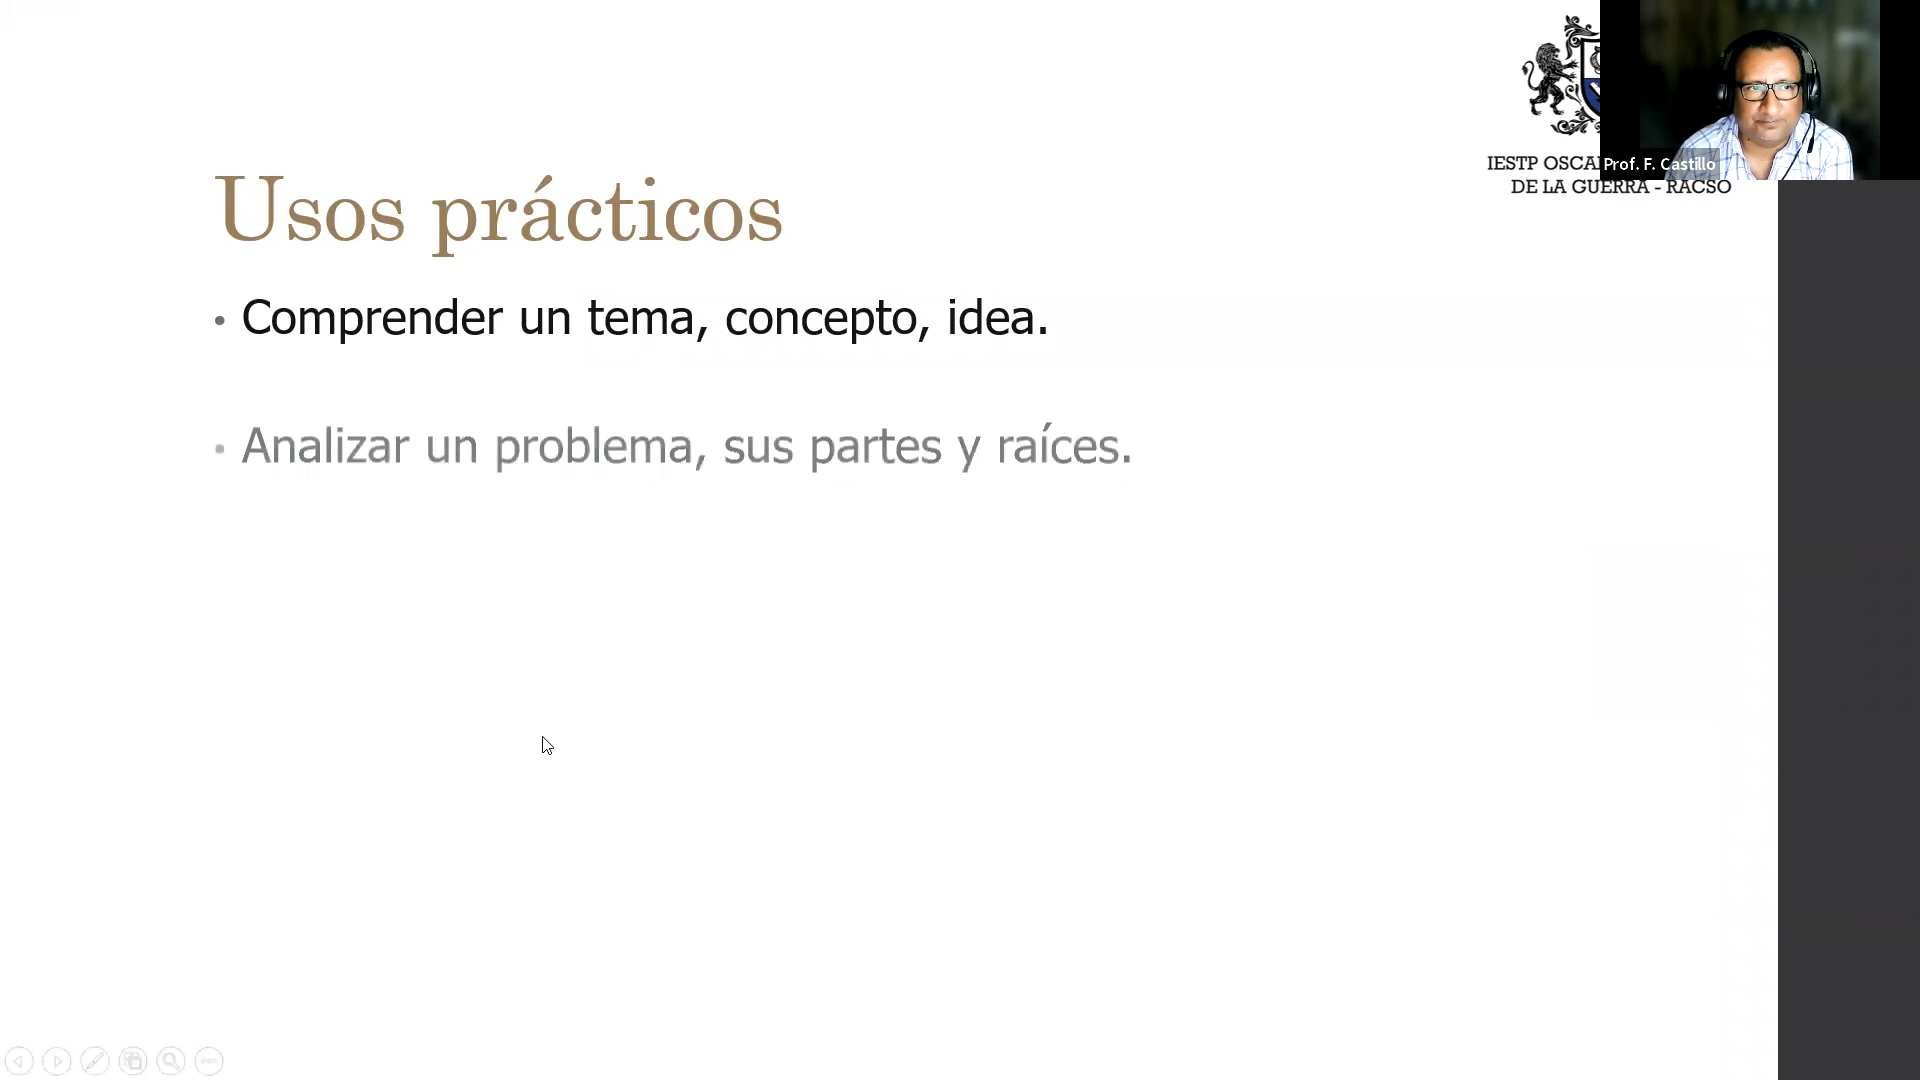 IESTP OSCA
Prof. F. Castillo
DE LA GUERRA - RACSO
Usos prácticos
• Comprender un tema, concepto, idea.
• Analizar un problema, sus partes y raíces.